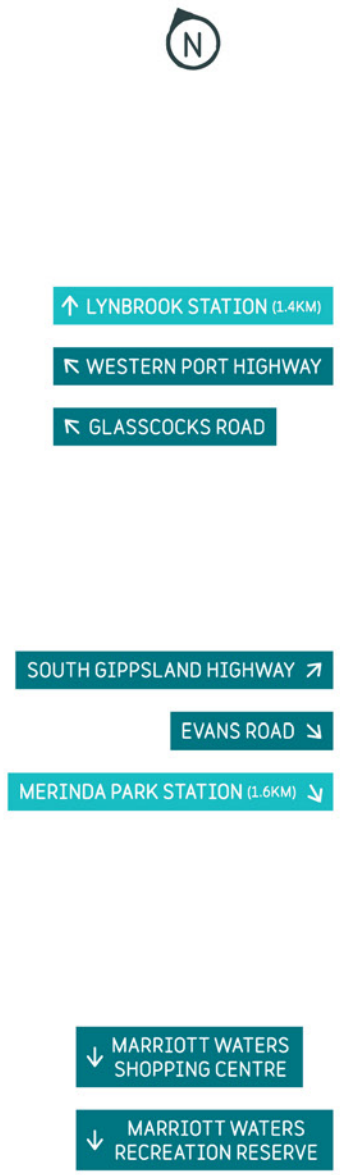 N
↑ LYNBROOK STATION (1.4KM)
↖ WESTERN PORT HIGHWAY
↖ GLASSCOCKS ROAD
SOUTH GIPPSLAND HIGHWAY ↗
EVANS ROAD ↘
MERINDA PARK STATION (1.6KM) ↘
↓ MARRIOTT WATERS
SHOPPING CENTRE
↓ MARRIOTT WATERS
RECREATION RESERVE